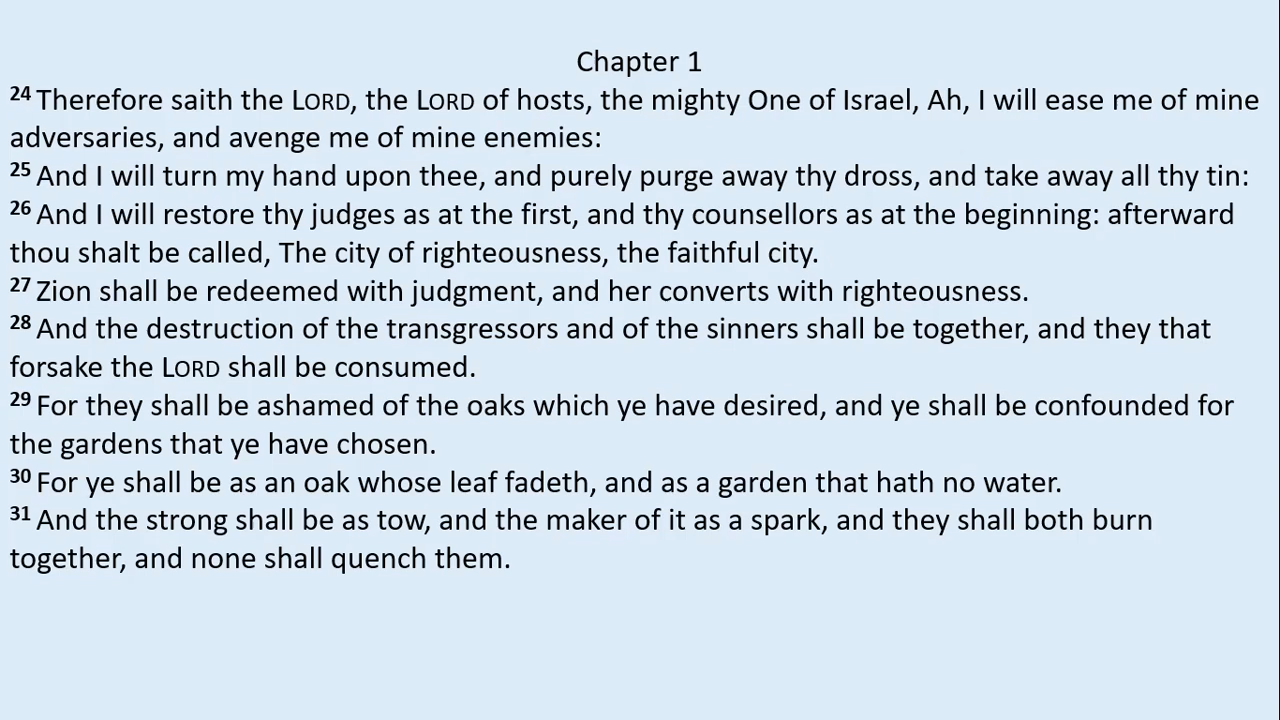 Chapter 1
24 Therefore saith the LORD, the LORD of hosts, the mighty One of Israel, Ah, I will ease me of mine
adversaries, and avenge me of mine enemies:
25 And I will turn my hand upon thee, and purely purge away thy dross, and take away all thy tin:
26 And I will restore thy judges as at the first, and thy counsellors as at the beginning: afterward
thou shalt be called, The city of righteousness, the faithful city.
27 Zion shall be redeemed with judgment, and her converts with righteousness.
28 And the destruction of the transgressors and of the sinners shall be together, and they that
forsake the LORD shall be consumed.
29 For they shall be ashamed of the oaks which ye have desired, and ye shall be confounded for
the gardens that ye have chosen.
30 For ye shall be as an oak whose leaf fadeth, and as a garden that hath no water.
31 And the strong shall be as tow, and the maker of it as a spark, and they shall both burn
together, and none shall quench them.